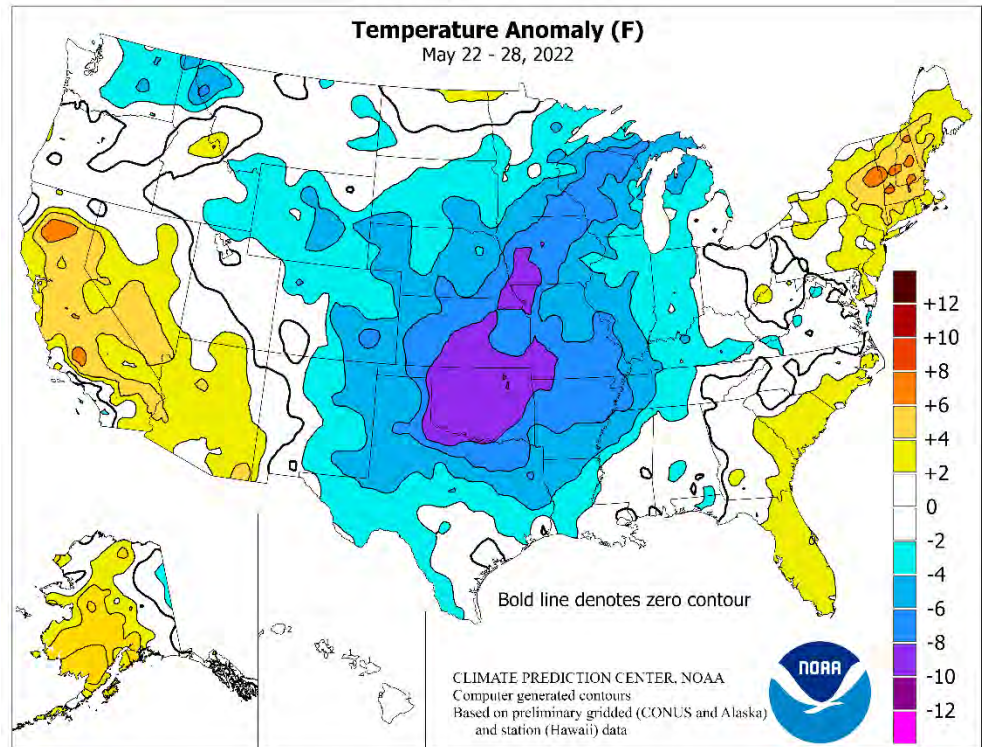 Temperature Anomaly (F)
May 22 - 28, 2022
+12
+10
+8
+6
+4
+2
0
-2
-4
-6
-8
-10
-12
Bold line denotes zero contour
2
CLIMATE PREDICTION CENTER, NOAA
Computer generated contours
Based on preliminary gridded (CONUS and Alaska)
and station (Hawaii) data
NOAA